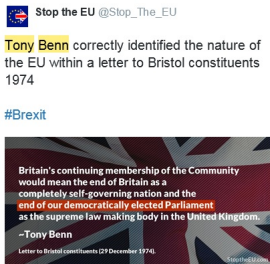 Stop the EU @Stop_The_EU
Tony Benn correctly identified the nature of
the EU within a letter to Bristol constituents
1974
#Brexit
Britain's continuing membership of the Community
would mean the end of Britain as a
completely self-governing nation and the
end of our democratically elected Parliament
as the supreme law making body in the United Kingdom.
~Tony Benn
Letter to Bristol constituents (29 December 1974).
StoptheEU.com